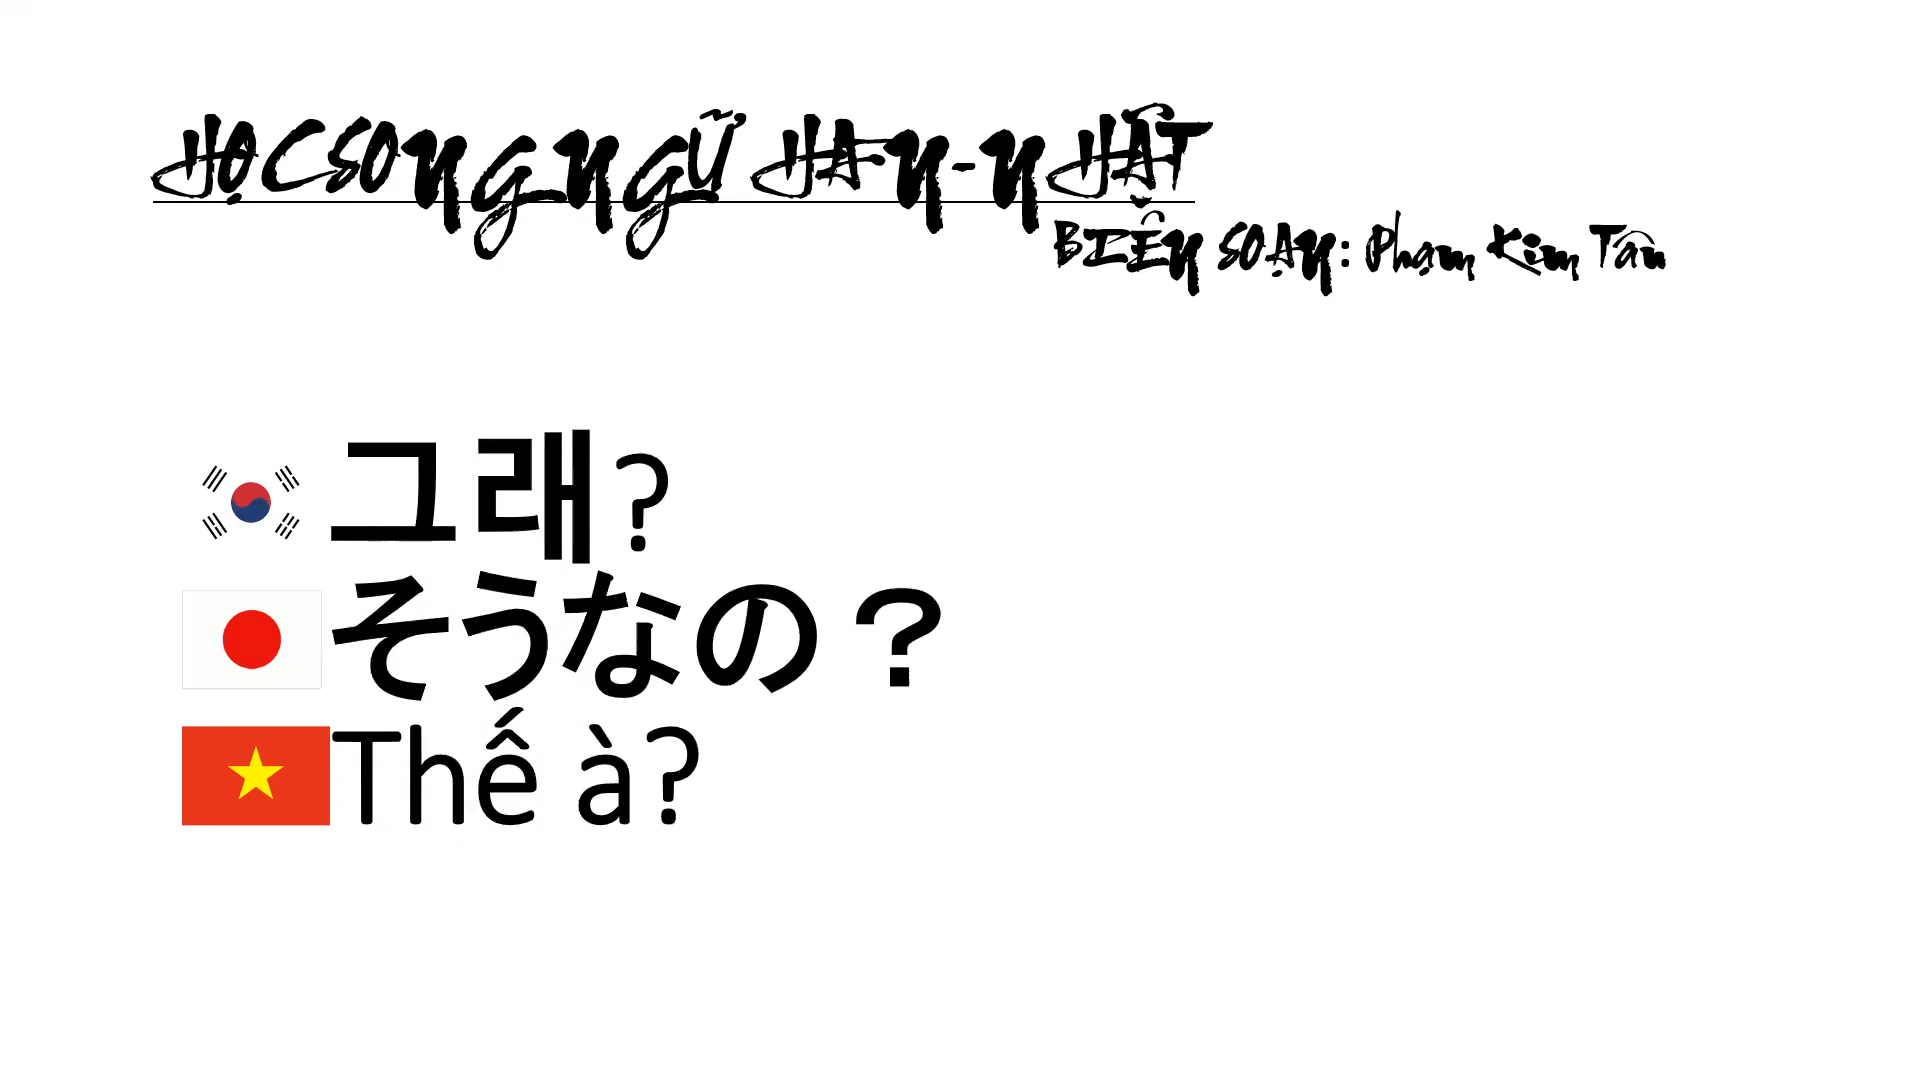 HỌC SONG NGỮ HÀN-NHẬT
BIÊN SOẠN: Phạm Kim Tân
그래?
そうなの？
Thế à?